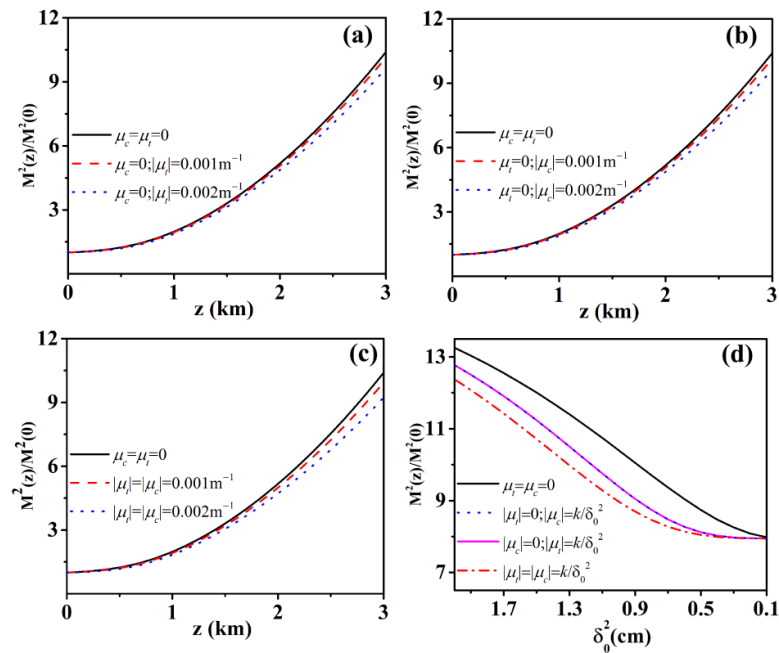 (a)
M²(z)/M²(0)
12
9
6
3
μc=μt=0
μc=0;|μt|=0.001m⁻¹
μc=0;|μt|=0.002m⁻¹
0 1 2 3
z (km)
(b)
M²(z)/M²(0)
12
9
6
3
μc=μt=0
μt=0;|μc|=0.001m⁻¹
μt=0;|μc|=0.002m⁻¹
0 1 2 3
z (km)
(c)
M²(z)/M²(0)
12
9
6
3
μc=μt=0
|μt|=|μc|=0.001m⁻¹
|μt|=|μc|=0.002m⁻¹
0 1 2 3
z (km)
(d)
M²(z)/M²(0)
13
11
9
7
μt=μc=0
|μt|=0;|μc|=k/δ₀²
|μc|=0;|μt|=k/δ₀²
|μt|=|μc|=k/δ₀²
1.7 1.3 0.9 0.5 0.1
δ₀²(cm)